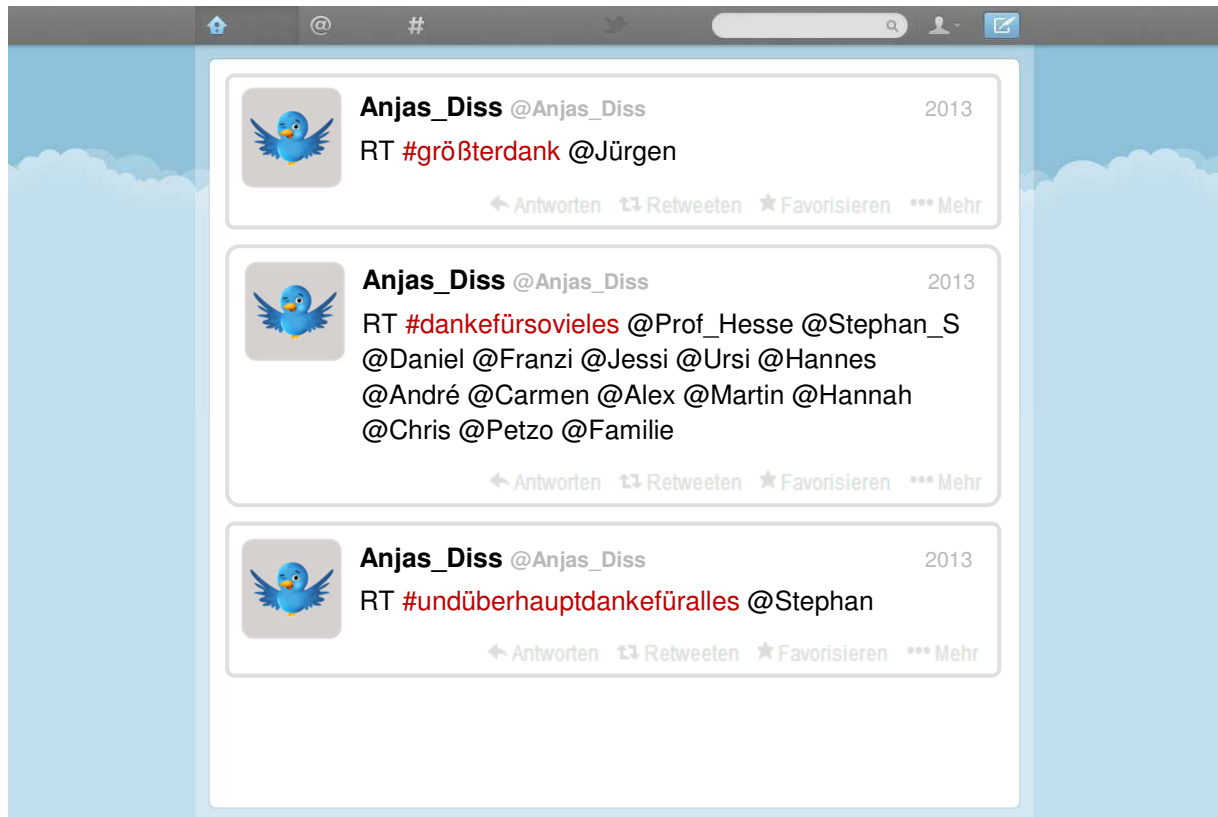 @ #
Anjas_Diss @Anjas_Diss 2013
RT #größterdank @Jürgen
Antworten Retweeten Favorisieren Mehr
Anjas_Diss @Anjas_Diss 2013
RT #dankefürsovieles @Prof_Hesse @Stephan_S
@Daniel @Franzi @Jessi @Ursi @Hannes
@André @Carmen @Alex @Martin @Hannah
@Chris @Petzo @Familie
Antworten Retweeten Favorisieren Mehr
Anjas_Diss @Anjas_Diss 2013
RT #undüberhauptdankefüralles @Stephan
Antworten Retweeten Favorisieren Mehr